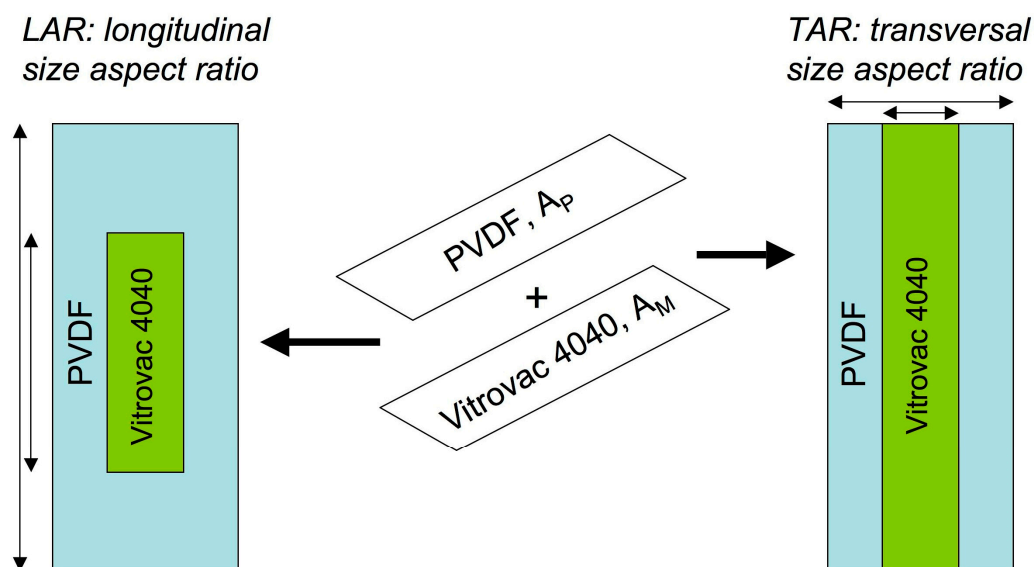 LAR: longitudinal
size aspect ratio
TAR: transversal
size aspect ratio
PVDF
Vitrovac 4040
PVDF, Aₚ
+
Vitrovac 4040, A_M
PVDF
Vitrovac 4040